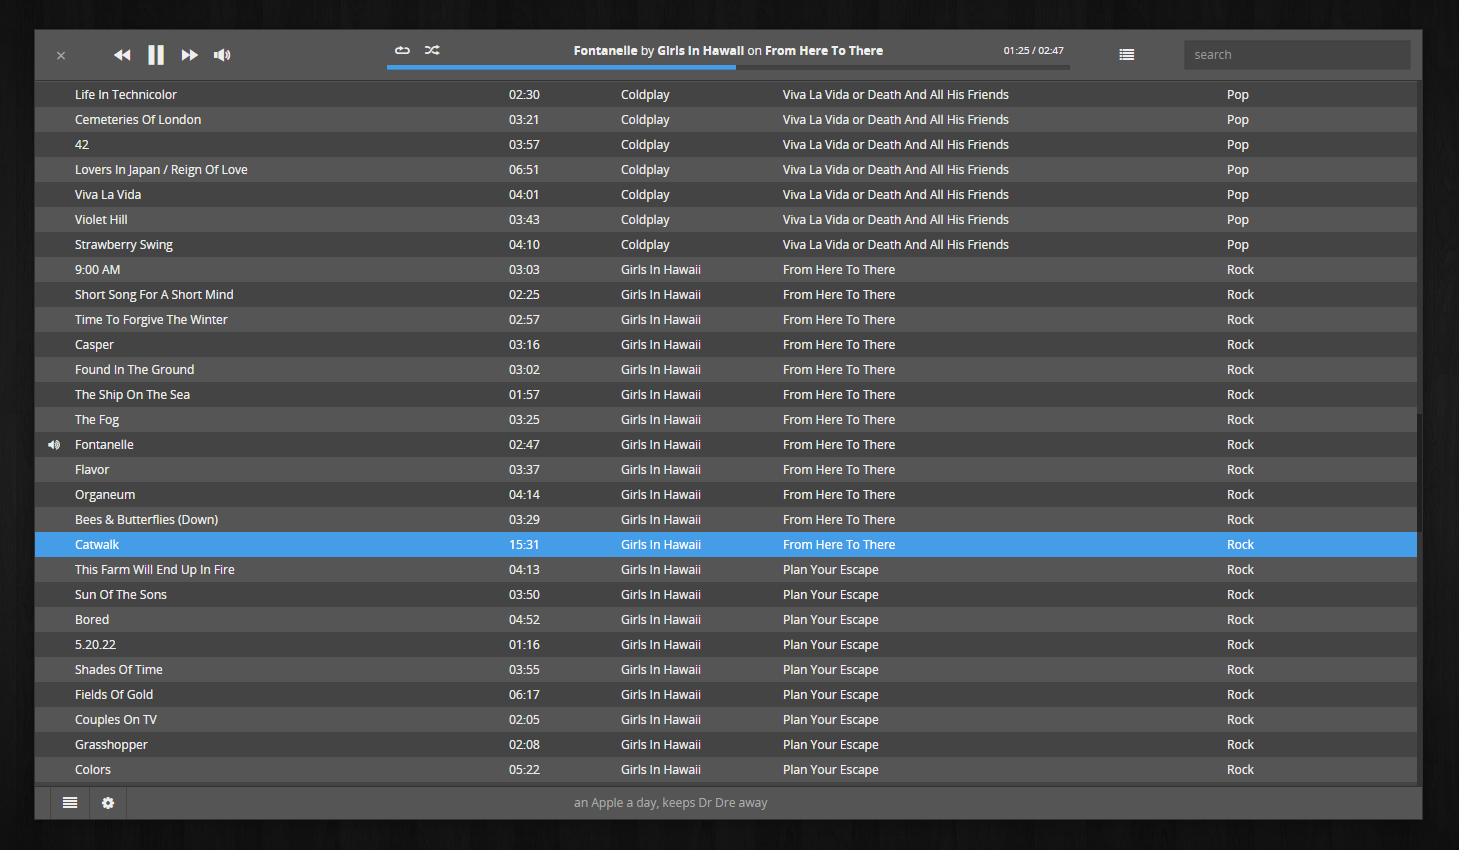 Fontanelle by Girls In Hawaii on From Here To There 01:25 / 02:47 search
Life In Technicolor 02:30 Coldplay Viva La Vida or Death And All His Friends Pop
Cemeteries Of London 03:21 Coldplay Viva La Vida or Death And All His Friends Pop
42 03:57 Coldplay Viva La Vida or Death And All His Friends Pop
Lovers In Japan / Reign Of Love 06:51 Coldplay Viva La Vida or Death And All His Friends Pop
Viva La Vida 04:01 Coldplay Viva La Vida or Death And All His Friends Pop
Violet Hill 03:43 Coldplay Viva La Vida or Death And All His Friends Pop
Strawberry Swing 04:10 Coldplay Viva La Vida or Death And All His Friends Pop
9:00 AM 03:03 Girls In Hawaii From Here To There Rock
Short Song For A Short Mind 02:25 Girls In Hawaii From Here To There Rock
Time To Forgive The Winter 02:57 Girls In Hawaii From Here To There Rock
Casper 03:16 Girls In Hawaii From Here To There Rock
Found In The Ground 03:02 Girls In Hawaii From Here To There Rock
The Ship On The Sea 01:57 Girls In Hawaii From Here To There Rock
The Fog 03:25 Girls In Hawaii From Here To There Rock
Fontanelle 02:47 Girls In Hawaii From Here To There Rock
Flavor 03:37 Girls In Hawaii From Here To There Rock
Organeum 04:14 Girls In Hawaii From Here To There Rock
Bees & Butterflies (Down) 03:29 Girls In Hawaii From Here To There Rock
Catwalk 15:31 Girls In Hawaii From Here To There Rock
This Farm Will End Up In Fire 04:13 Girls In Hawaii Plan Your Escape Rock
Sun Of The Sons 03:50 Girls In Hawaii Plan Your Escape Rock
Bored 04:52 Girls In Hawaii Plan Your Escape Rock
5.20.22 01:16 Girls In Hawaii Plan Your Escape Rock
Shades Of Time 03:55 Girls In Hawaii Plan Your Escape Rock
Fields Of Gold 06:17 Girls In Hawaii Plan Your Escape Rock
Couples On TV 02:05 Girls In Hawaii Plan Your Escape Rock
Grasshopper 02:08 Girls In Hawaii Plan Your Escape Rock
Colors 05:22 Girls In Hawaii Plan Your Escape Rock
an Apple a day, keeps Dr Dre away